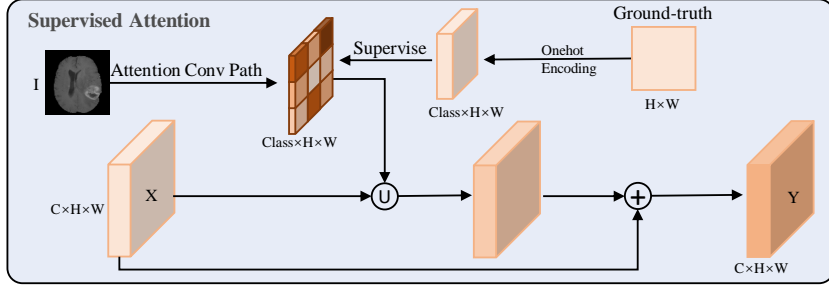 Supervised Attention
Ground-truth
I
Attention Conv Path
Supervise
Onehot
Encoding
Class×H×W
Class×H×W
H×W
C×H×W
X
U
+
Y
C×H×W